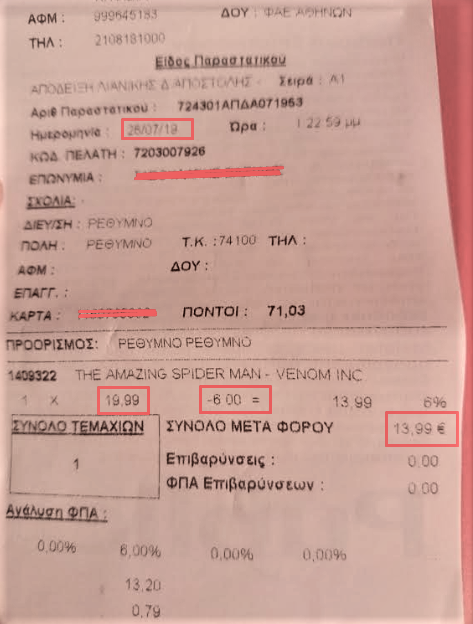 ΑΦΜ : 999645183 ΔΟΥ : ΦΑΕ ΑΘΗΝΩΝ
ΤΗΛ : 2108181000
Είδος Παραστατικού
ΑΠΟΔΕΙΞΗ ΛΙΑΝΙΚΗΣ Δ.ΑΠΟΣΤΟΛΗΣ - Σειρά : Α1
Αριθ Παραστατικού : 724301ΑΠΔΑ071953
Ημερομηνία : 26/07/19 Ώρα : 1:22:59 μμ
ΚΩΔ ΠΕΛΑΤΗ : 7203007926
ΕΠΩΝΥΜΙΑ :
ΣΧΟΛΙΑ :
ΔΙΕΥ/ΣΗ : ΡΕΘΥΜΝΟ
ΠΟΛΗ : ΡΕΘΥΜΝΟ Τ.Κ. :74100 ΤΗΛ :
ΑΦΜ : ΔΟΥ :
ΕΠΑΓΓ. :
ΚΑΡΤΑ : ΠΟΝΤΟΙ : 71,03
ΠΡΟΟΡΙΣΜΟΣ: ΡΕΘΥΜΝΟ ΡΕΘΥΜΝΟ
1409322 THE AMAZING SPIDER MAN - VENOM INC
1 X 19,99 -6.00 = 13,99 6%
ΣΥΝΟΛΟ ΤΕΜΑΧΙΩΝ ΣΥΝΟΛΟ ΜΕΤΑ ΦΟΡΟΥ 13,99 €
1 Επιβαρύνσεις : 0.00
ΦΠΑ Επιβαρύνσεων : 0.00
Ανάλυση ΦΠΑ :
0,00% 6,00% 0,00% 0,00%
13,20
0,79